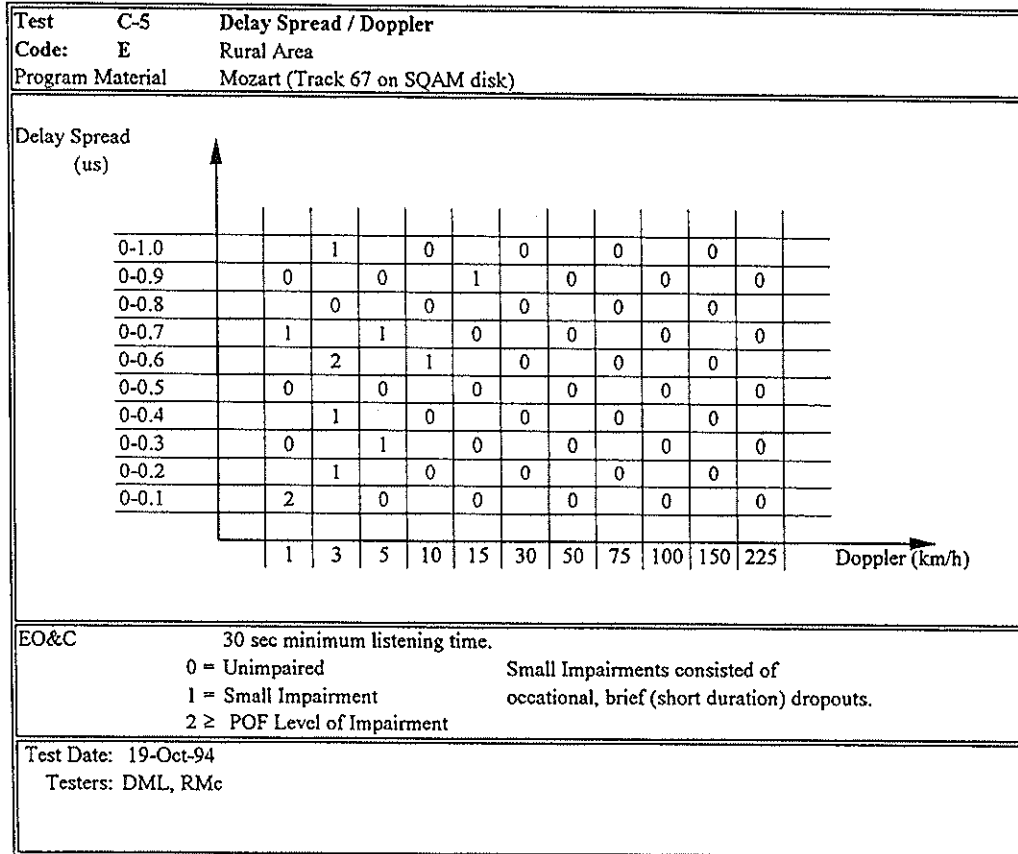 Test C-5 Delay Spread / Doppler
Code: E Rural Area
Program Material Mozart (Track 67 on SQAM disk)
Delay Spread
(us)
0-1.0 1 0 0 0 0
0-0.9 0 0 1 0 0 0
0-0.8 0 0 0 0 0
0-0.7 1 1 0 0 0 0
0-0.6 2 1 0 0 0
0-0.5 0 0 0 0 0 0
0-0.4 1 0 0 0 0
0-0.3 0 1 0 0 0 0
0-0.2 1 0 0 0 0
0-0.1 2 0 0 0 0 0
1 3 5 10 15 30 50 75 100 150 225 Doppler (km/h)
EO&C 30 sec minimum listening time.
0 = Unimpaired Small Impairments consisted of
1 = Small Impairment occational, brief (short duration) dropouts.
2 ≥ POF Level of Impairment
Test Date: 19-Oct-94
Testers: DML, RMc